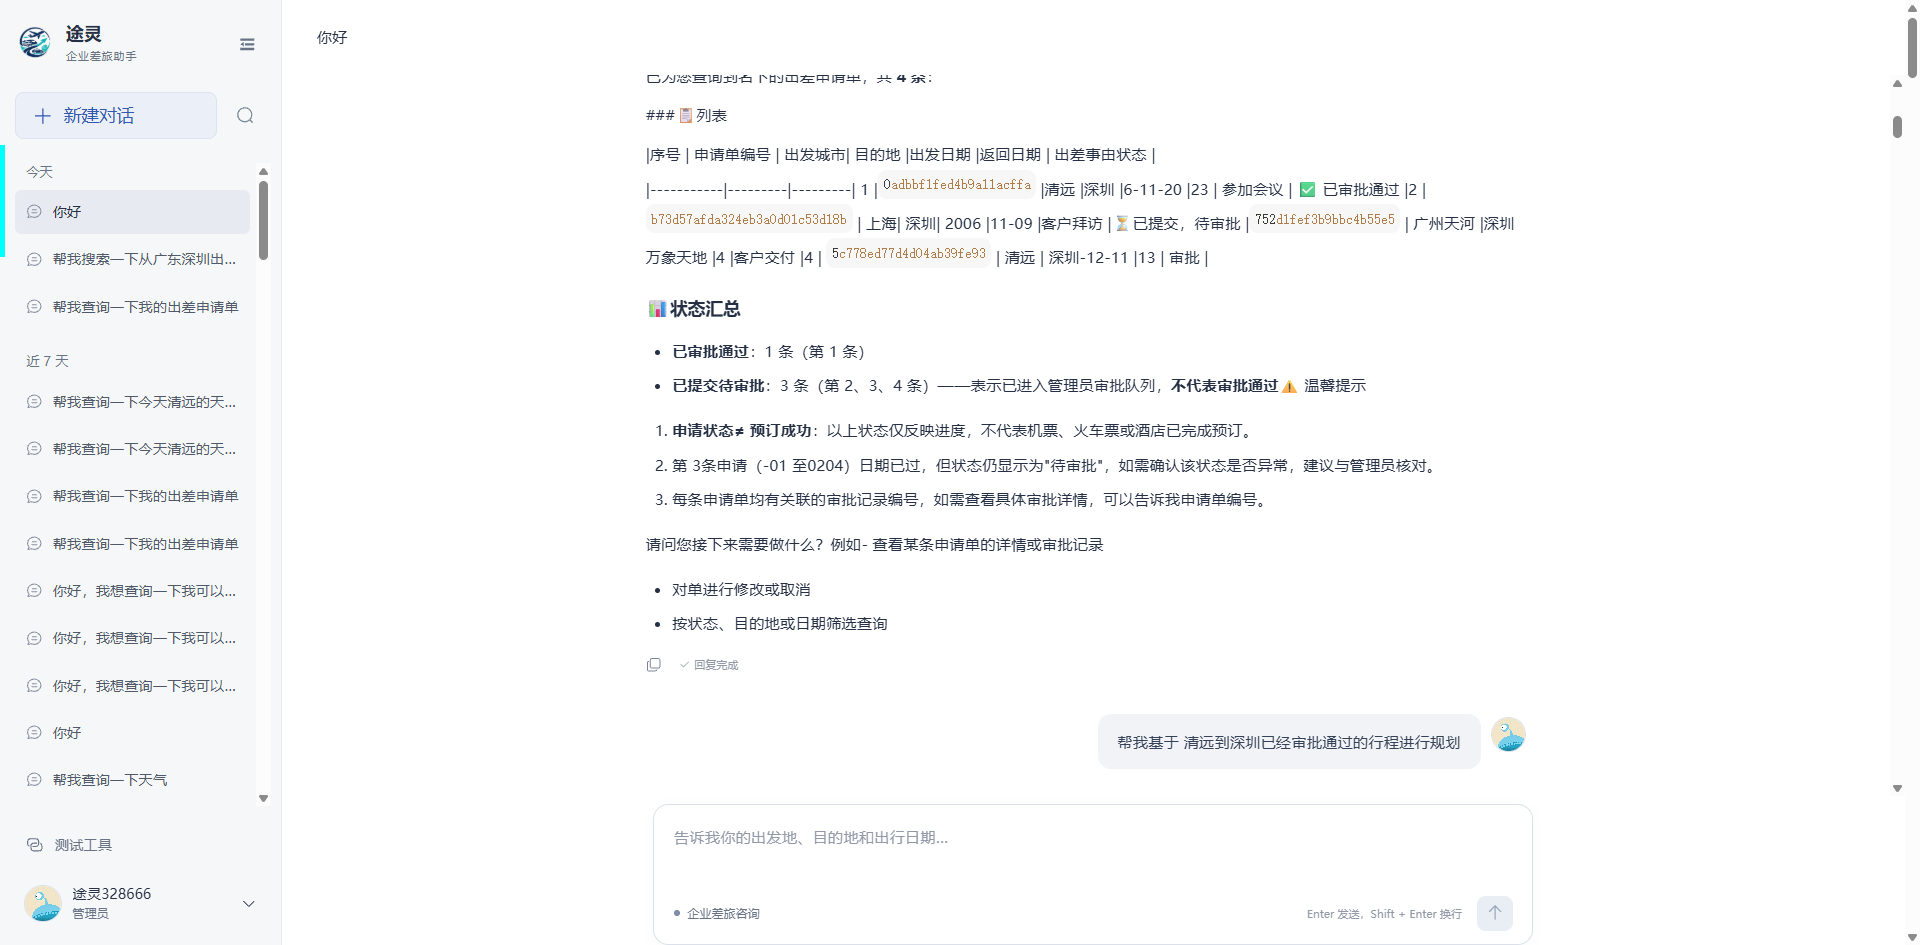 途灵
企业差旅助手
新建对话
今天
你好
帮我搜索一下从广东深圳出...
帮我查询一下我的出差申请单
近 7 天
帮我查询一下今天清远的天...
帮我查询一下今天清远的天...
帮我查询一下我的出差申请单
帮我查询一下我的出差申请单
你好，我想查询一下我可以...
你好，我想查询一下我可以...
你好，我想查询一下我可以...
你好
帮我查询一下天气
测试工具
途灵328666
管理员
你好
已为您查询到名下的出差申请单，共 4 条：
### 📋 列表
|序号 | 申请单编号 | 出发城市| 目的地 |出发日期 |返回日期 | 出差事由状态 |
|-----------|---------|---------| 1 | 0adbbf1fed4b9a11acffa |清远 |深圳 |6-11-20 |23 | 参加会议 | ✅ 已审批通过 |2 |
b73d57afda324eb3a0d01c53d18b | 上海| 深圳| 2006 |11-09 |客户拜访 | ⏳ 已提交，待审批 | 752d1fef3b9bbc4b55e5 | 广州天河 |深圳
万象天地 |4 |客户交付 |4 | 5c778ed77d4d04ab39fe93 | 清远 | 深圳-12-11 |13 | 审批 |
📊 状态汇总
• 已审批通过：1 条（第 1 条）
• 已提交待审批：3 条（第 2、3、4 条）——表示已进入管理员审批队列，不代表审批通过⚠️ 温馨提示
1. 申请状态≠ 预订成功：以上状态仅反映进度，不代表机票、火车票或酒店已完成预订。
2. 第 3条申请（-01 至0204）日期已过，但状态仍显示为"待审批"，如需确认该状态是否异常，建议与管理员核对。
3. 每条申请单均有关联的审批记录编号，如需查看具体审批详情，可以告诉我申请单编号。
请问您接下来需要做什么？例如- 查看某条申请单的详情或审批记录
• 对单进行修改或取消
• 按状态、目的地或日期筛选查询
回复完成
帮我基于 清远到深圳已经审批通过的行程进行规划
告诉我你的出发地、目的地和出行日期...
企业差旅咨询
Enter 发送，Shift + Enter 换行